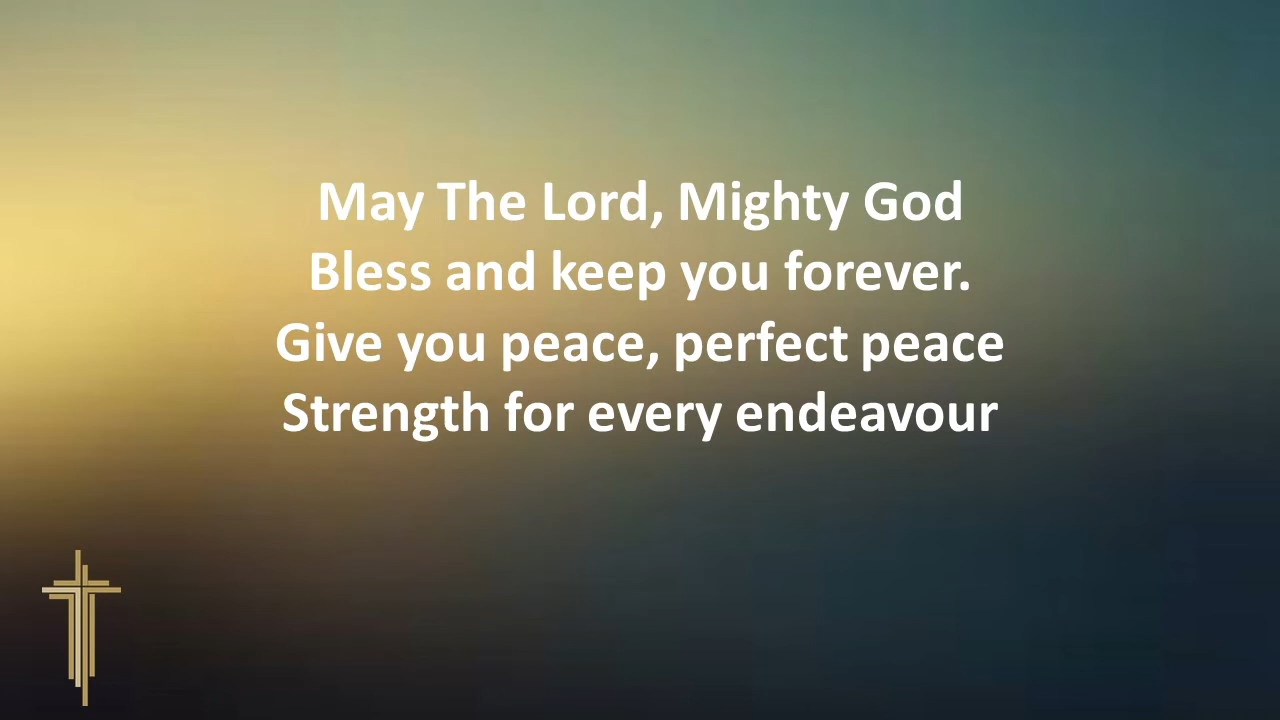 May The Lord, Mighty God
Bless and keep you forever.
Give you peace, perfect peace
Strength for every endeavour